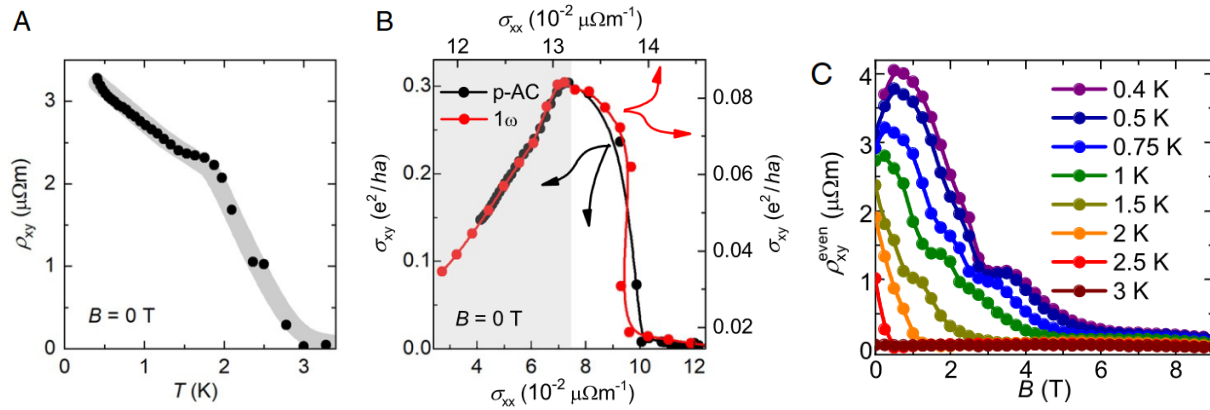 A
ρxy (μΩm)
3
2
1
0
B = 0 T
0 1 2 3
T (K)
B
σxx (10⁻² μΩm⁻¹)
12 13 14
σxy (e²/ha)
0.3
0.2
0.1
0.0
p-AC
1ω
B = 0 T
0.08
0.06
0.04
0.02
σxy (e²/ha)
4 6 8 10 12
σxx (10⁻² μΩm⁻¹)
C
ρxy^even (μΩm)
4
3
2
1
0
0.4 K
0.5 K
0.75 K
1 K
1.5 K
2 K
2.5 K
3 K
0 2 4 6 8
B (T)